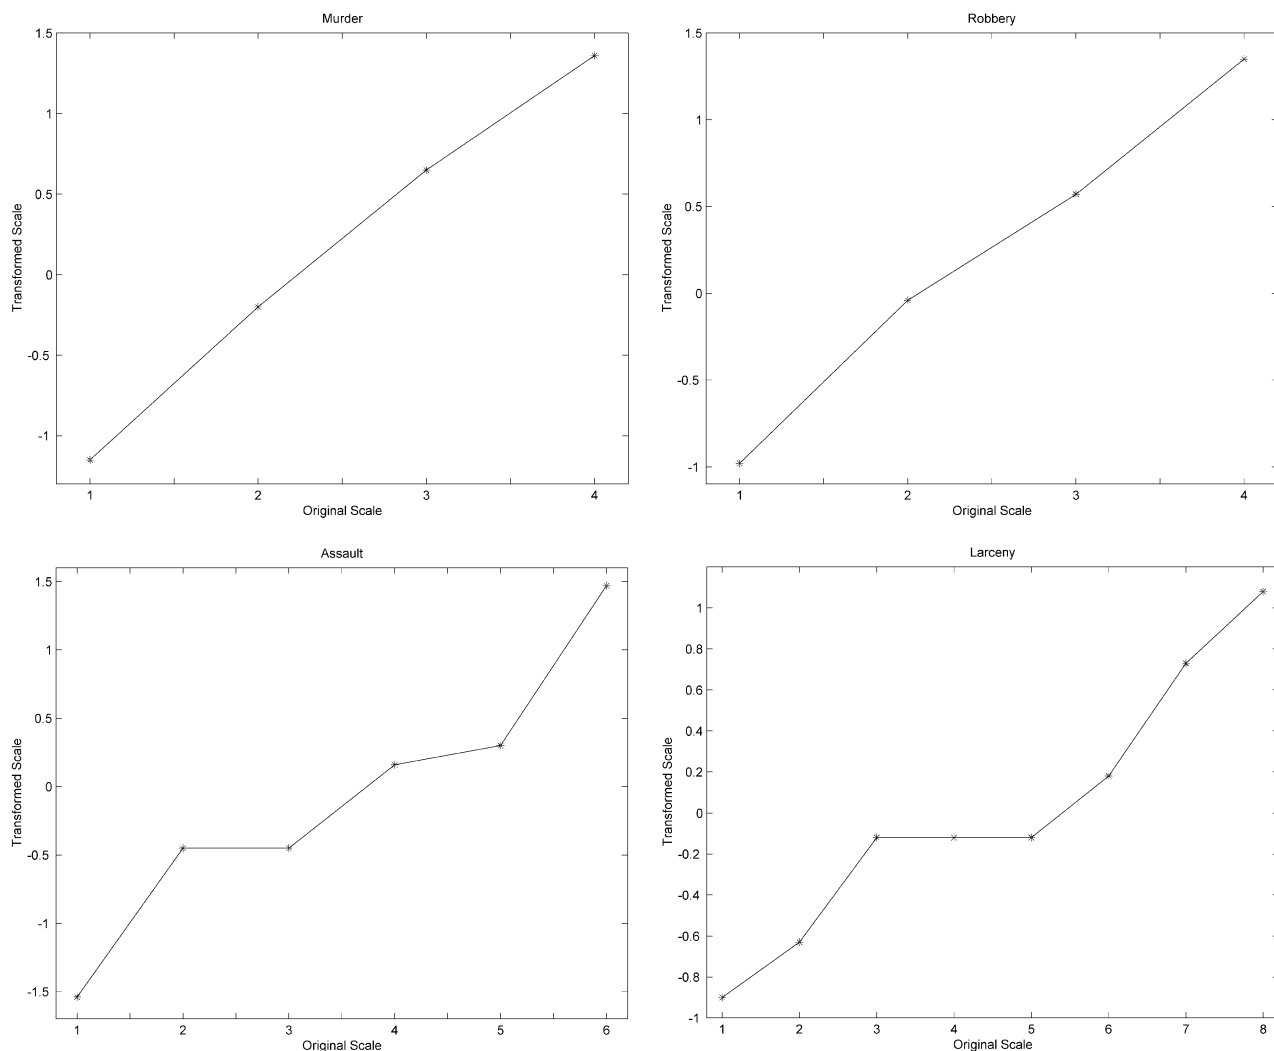 Murder
1.5
1
0.5
0
-0.5
-1
Transformed Scale
1 2 3 4
Original Scale
Robbery
1.5
1
0.5
0
-0.5
-1
Transformed Scale
1 2 3 4
Original Scale
Assault
1.5
1
0.5
0
-0.5
-1
-1.5
Transformed Scale
1 2 3 4 5 6
Original Scale
Larceny
1
0.8
0.6
0.4
0.2
0
-0.2
-0.4
-0.6
-0.8
-1
Transformed Scale
1 2 3 4 5 6 7 8
Original Scale